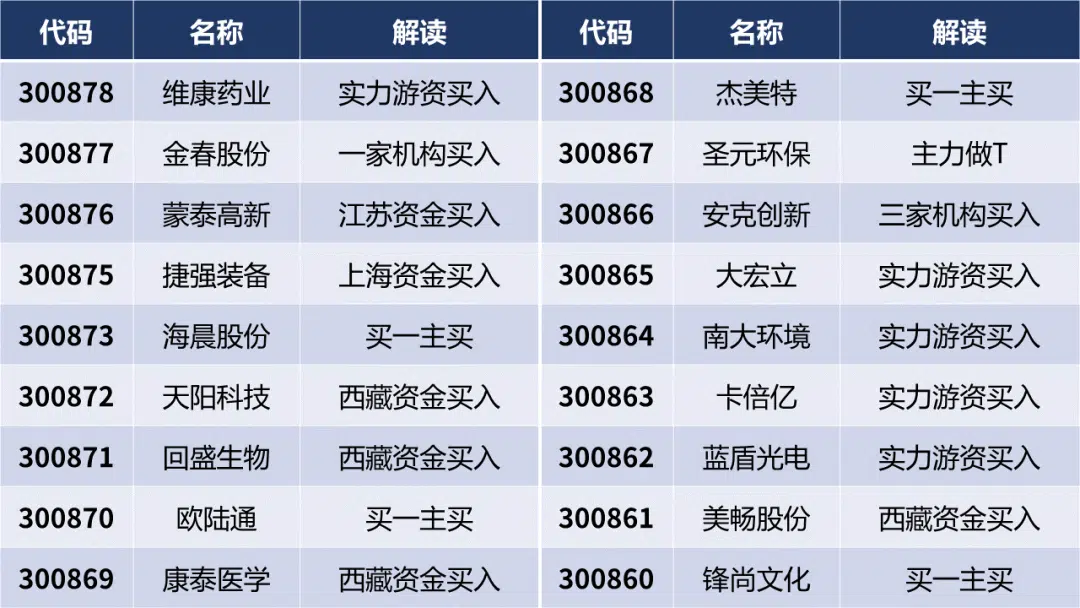 代码 名称 解读 代码 名称 解读
300878 维康药业 实力游资买入 300868 杰美特 买一主买
300877 金春股份 一家机构买入 300867 圣元环保 主力做T
300876 蒙泰高新 江苏资金买入 300866 安克创新 三家机构买入
300875 捷强装备 上海资金买入 300865 大宏立 实力游资买入
300873 海晨股份 买一主买 300864 南大环境 实力游资买入
300872 天阳科技 西藏资金买入 300863 卡倍亿 实力游资买入
300871 回盛生物 西藏资金买入 300862 蓝盾光电 实力游资买入
300870 欧陆通 买一主买 300861 美畅股份 西藏资金买入
300869 康泰医学 西藏资金买入 300860 锋尚文化 买一主买